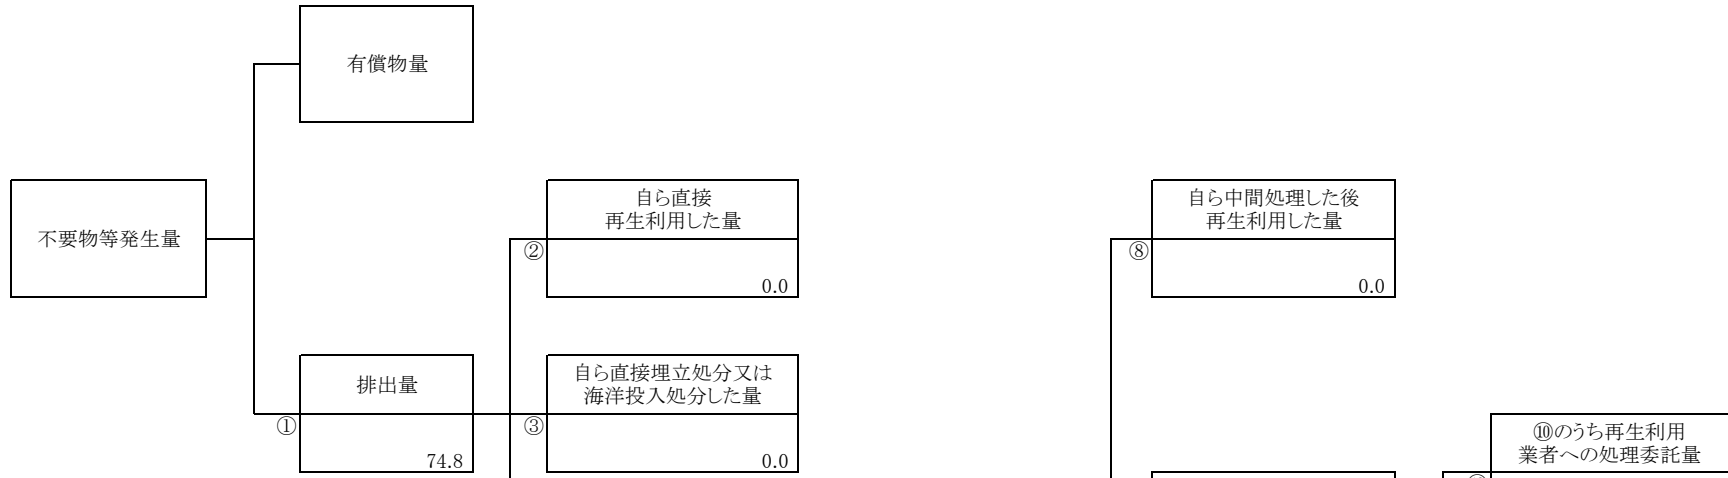 有償物量
不要物等発生量
自ら直接
再生利用した量
②
0.0
自ら中間処理した後
再生利用した量
⑧
0.0
排出量
①
74.8
自ら直接埋立処分又は
海洋投入処分した量
③
0.0
⑩のうち再生利用
業者への処理委託量